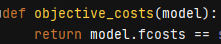 def objective_costs(model):
return model.fcosts ==